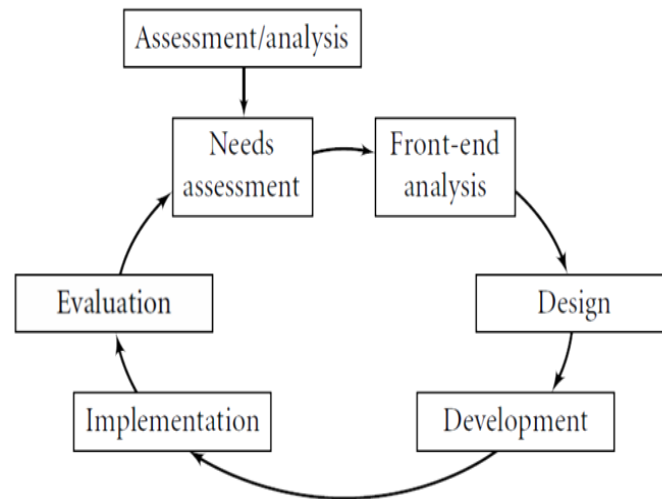 Assessment/analysis
Needs
assessment
Front-end
analysis
Evaluation
Design
Implementation
Development